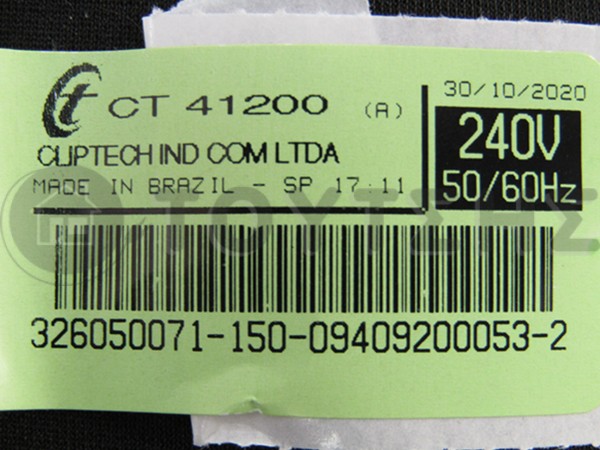 CT 41200 (A)
CLIPTECH IND COM LTDA
MADE IN BRAZIL - SP 17:11
30/10/2020
240V
50/60Hz
ΤΟΥΤΣΗΣ
326050071-150-09409200053-2